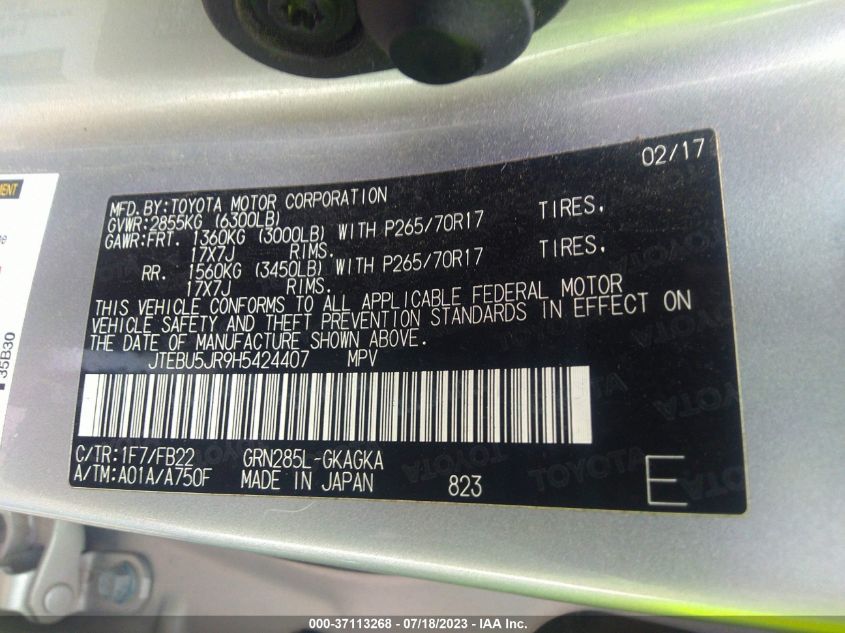 02/17
MFD.BY:TOYOTA MOTOR CORPORATION
GVWR:2855KG (6300LB)
GAWR:FRT. 1360KG (3000LB) WITH P265/70R17 TIRES,
17X7J RIMS.
RR. 1560KG (3450LB) WITH P265/70R17 TIRES,
17X7J RIMS.
THIS VEHICLE CONFORMS TO ALL APPLICABLE FEDERAL MOTOR
VEHICLE SAFETY AND THEFT PREVENTION STANDARDS IN EFFECT ON
THE DATE OF MANUFACTURE SHOWN ABOVE.
JTEBU5JR9H5424407 MPV
C/TR:1F7/FB22 GRN285L-GKAGKA
A/TM:A01A/A750F MADE IN JAPAN 823 E
35B30
000-37113268 - 07/18/2023 - IAA Inc.